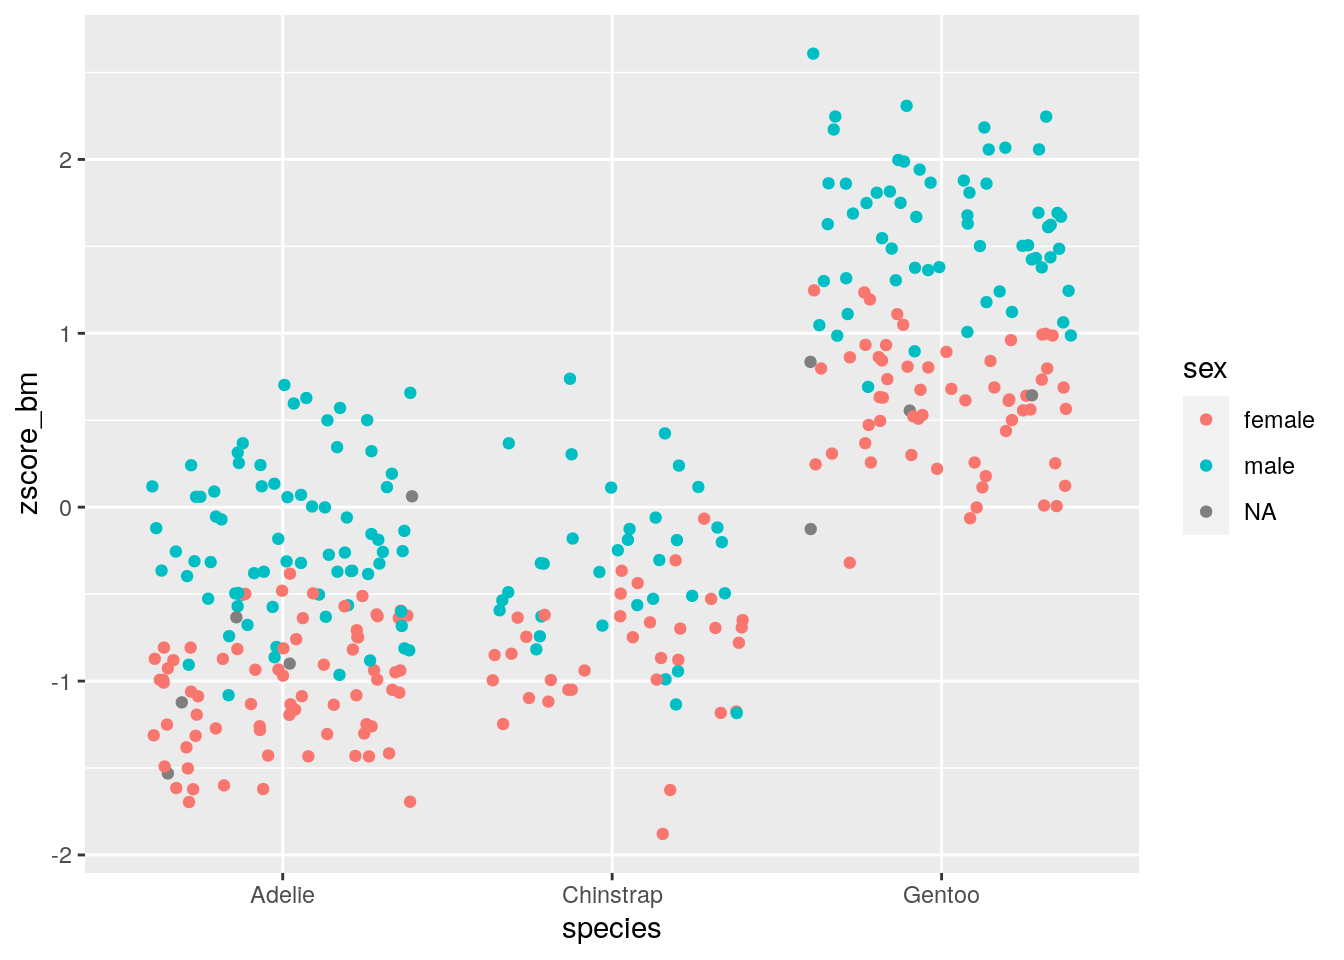 zscore_bm
2
1
0
-1
-2
Adelie Chinstrap Gentoo
species
sex
female
male
NA